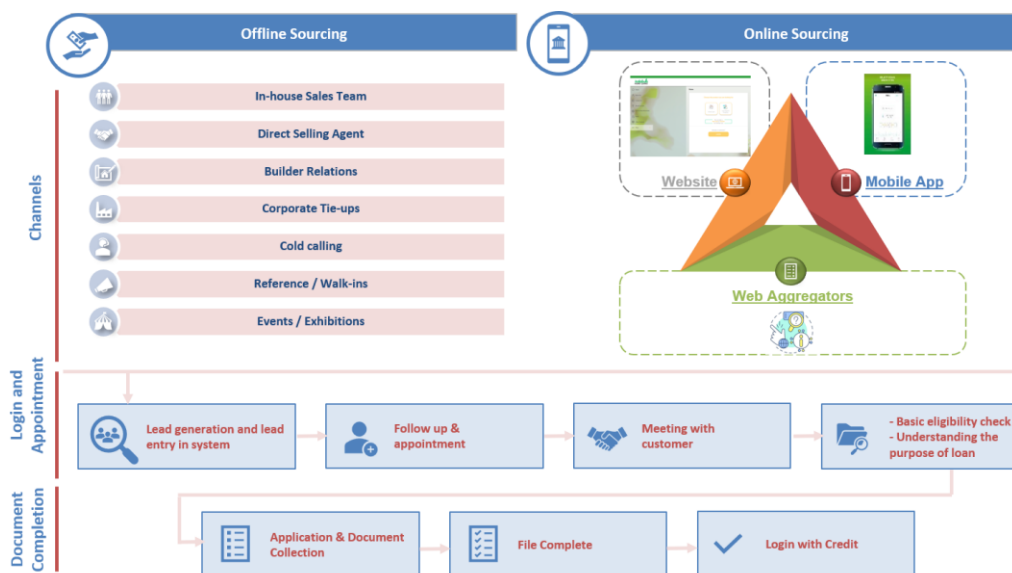 Offline Sourcing
Online Sourcing
Channels
In-house Sales Team
Direct Selling Agent
Builder Relations
Corporate Tie-ups
Cold calling
Reference / Walk-ins
Events / Exhibitions
Website
Mobile App
Web Aggregators
Login and
Appointment
Lead generation and lead
entry in system
Follow up &
appointment
Meeting with
customer
- Basic eligibility check
- Understanding the
purpose of loan
Document
Completion
Application & Document
Collection
File Complete
Login with Credit